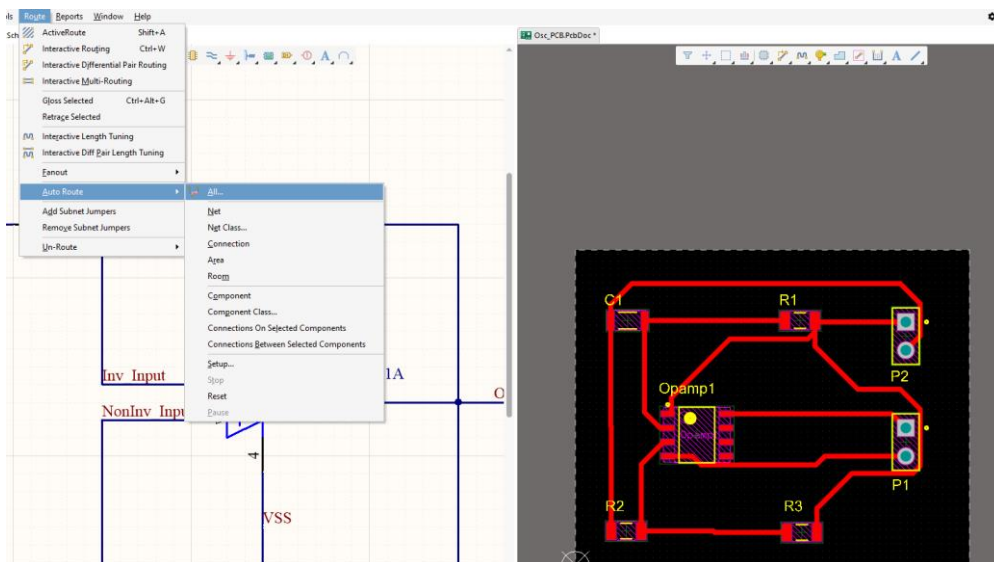 ls Route Reports Window Help
Sch
ActiveRoute Shift+A
Interactive Routing Ctrl+W
Interactive Differential Pair Routing
Interactive Multi-Routing
Gloss Selected Ctrl+Alt+G
Retrace Selected
Interactive Length Tuning
Interactive Diff Pair Length Tuning
Fanout
Auto Route
Add Subnet Jumpers
Remove Subnet Jumpers
Un-Route
All...
Net
Net Class...
Connection
Area
Room
Component
Component Class...
Connections On Selected Components
Connections Between Selected Components
Setup...
Stop
Reset
Pause
Inv_Input
NonInv_Inpu
1A
O
4
VSS
Osc_PCB.PcbDoc *
A
A
C1
R1
P2
Opamp1
Opamp
P1
R2
R3